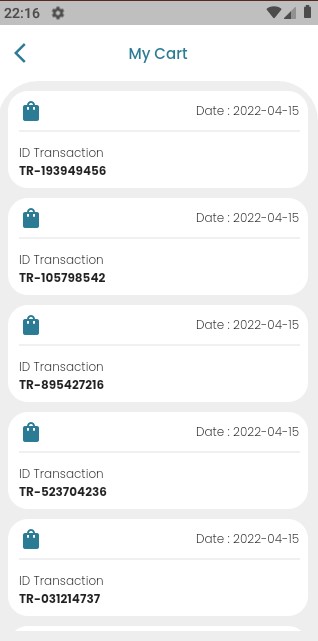 22:16
My Cart
Date : 2022-04-15
ID Transaction
TR-193949456
Date : 2022-04-15
ID Transaction
TR-105798542
Date : 2022-04-15
ID Transaction
TR-895427216
Date : 2022-04-15
ID Transaction
TR-523704236
Date : 2022-04-15
ID Transaction
TR-031214737